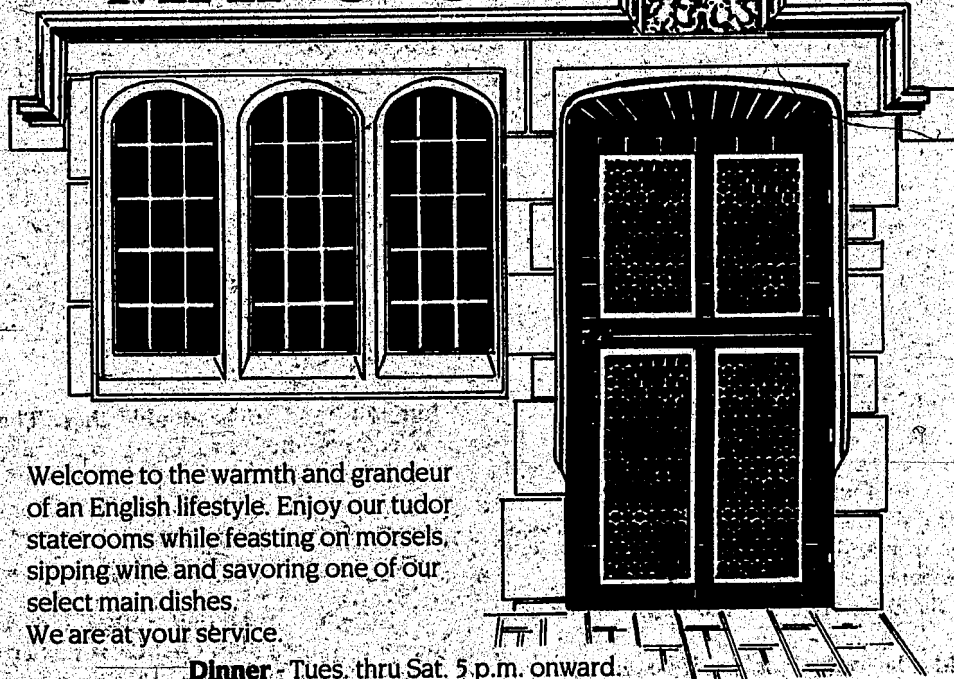 Welcome to the warmth and grandeur
of an English lifestyle. Enjoy our tudor
staterooms while feasting on morsels,
sipping wine and savoring one of our
select main dishes.
We are at your service.
Dinner - Tues. thru Sat. 5 p.m. onward.